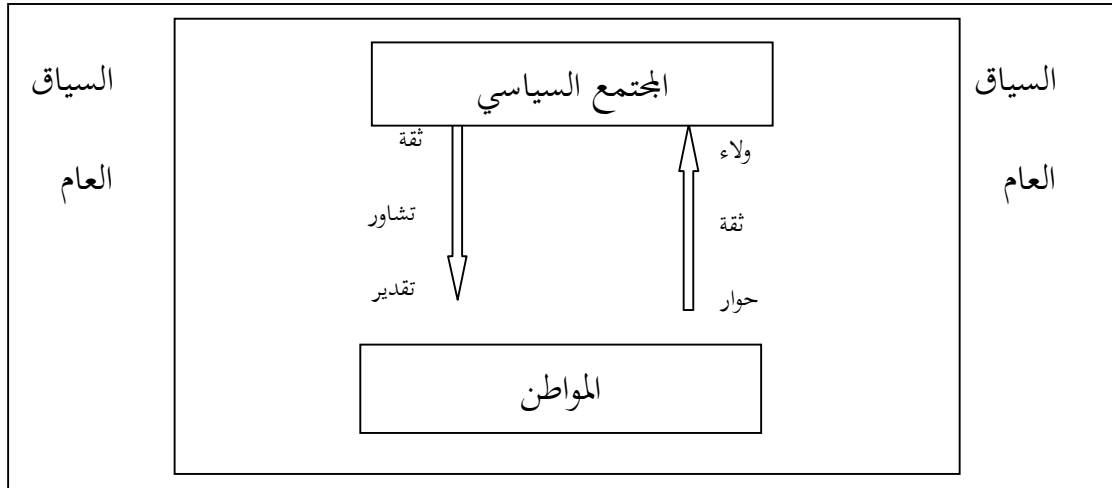 المجتمع السياسي
السياق
العام
ولاء
ثقة
حوار
ثقة
تشاور
تقدير
السياق
العام
المواطن